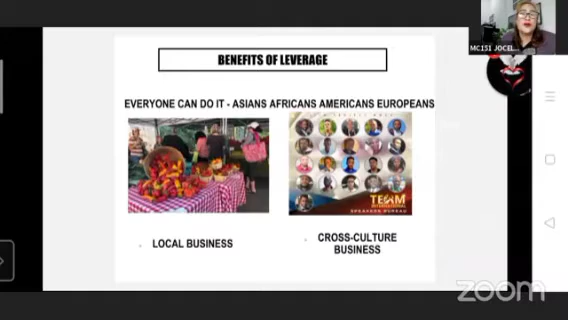 MC151 JOCEL...
BENEFITS OF LEVERAGE
EVERYONE CAN DO IT - ASIANS AFRICANS AMERICANS EUROPEANS
TEAM
SPEAKERS BUREAU
LOCAL BUSINESS
CROSS-CULTURE
BUSINESS
zoom